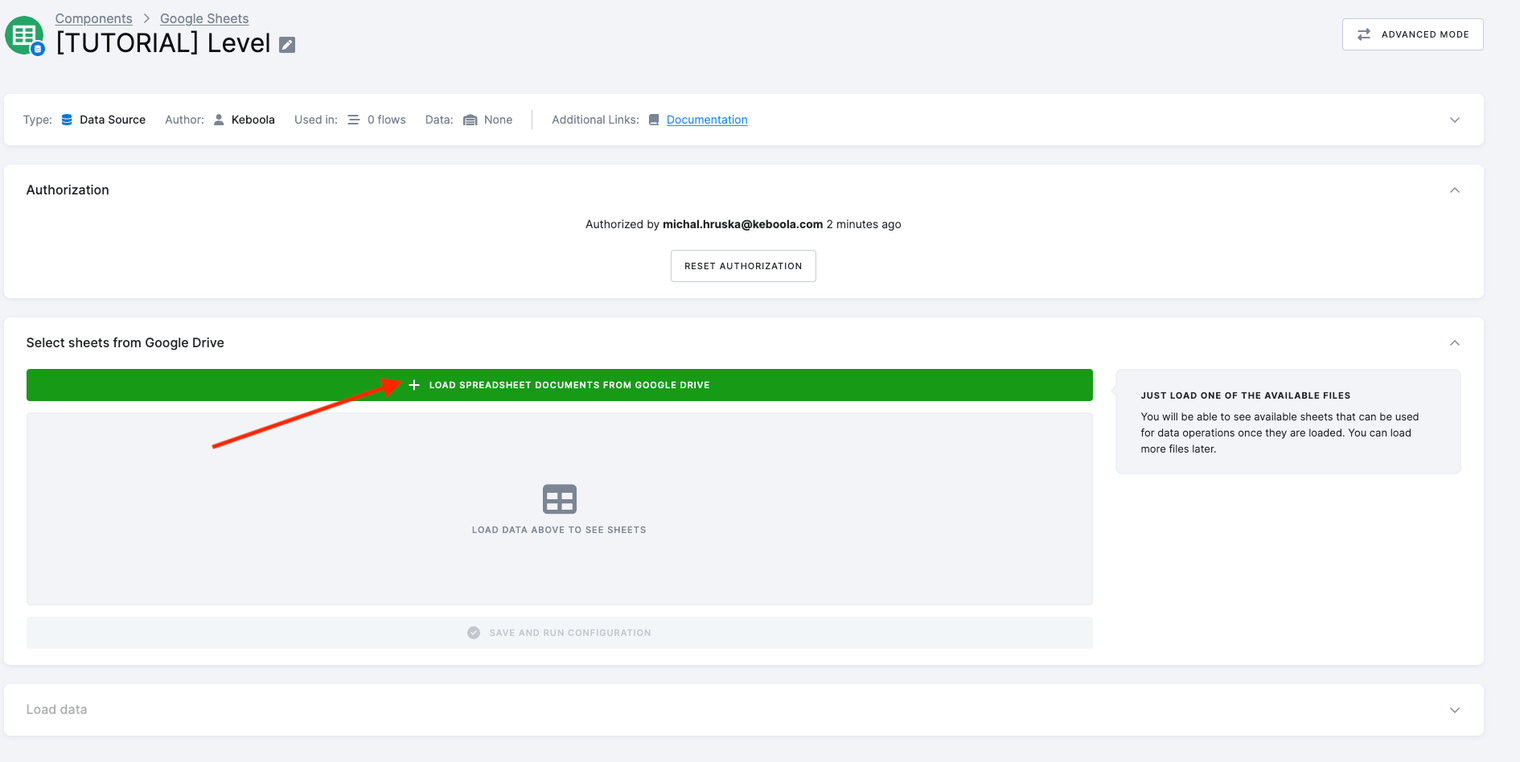 Components > Google Sheets
[TUTORIAL] Level
ADVANCED MODE
Type: Data Source Author: Keboola Used in: 0 flows Data: None Additional Links: Documentation
Authorization
Authorized by michal.hruska@keboola.com 2 minutes ago
RESET AUTHORIZATION
Select sheets from Google Drive
+ LOAD SPREADSHEET DOCUMENTS FROM GOOGLE DRIVE
JUST LOAD ONE OF THE AVAILABLE FILES
You will be able to see available sheets that can be used
for data operations once they are loaded. You can load
more files later.
LOAD DATA ABOVE TO SEE SHEETS
SAVE AND RUN CONFIGURATION
Load data